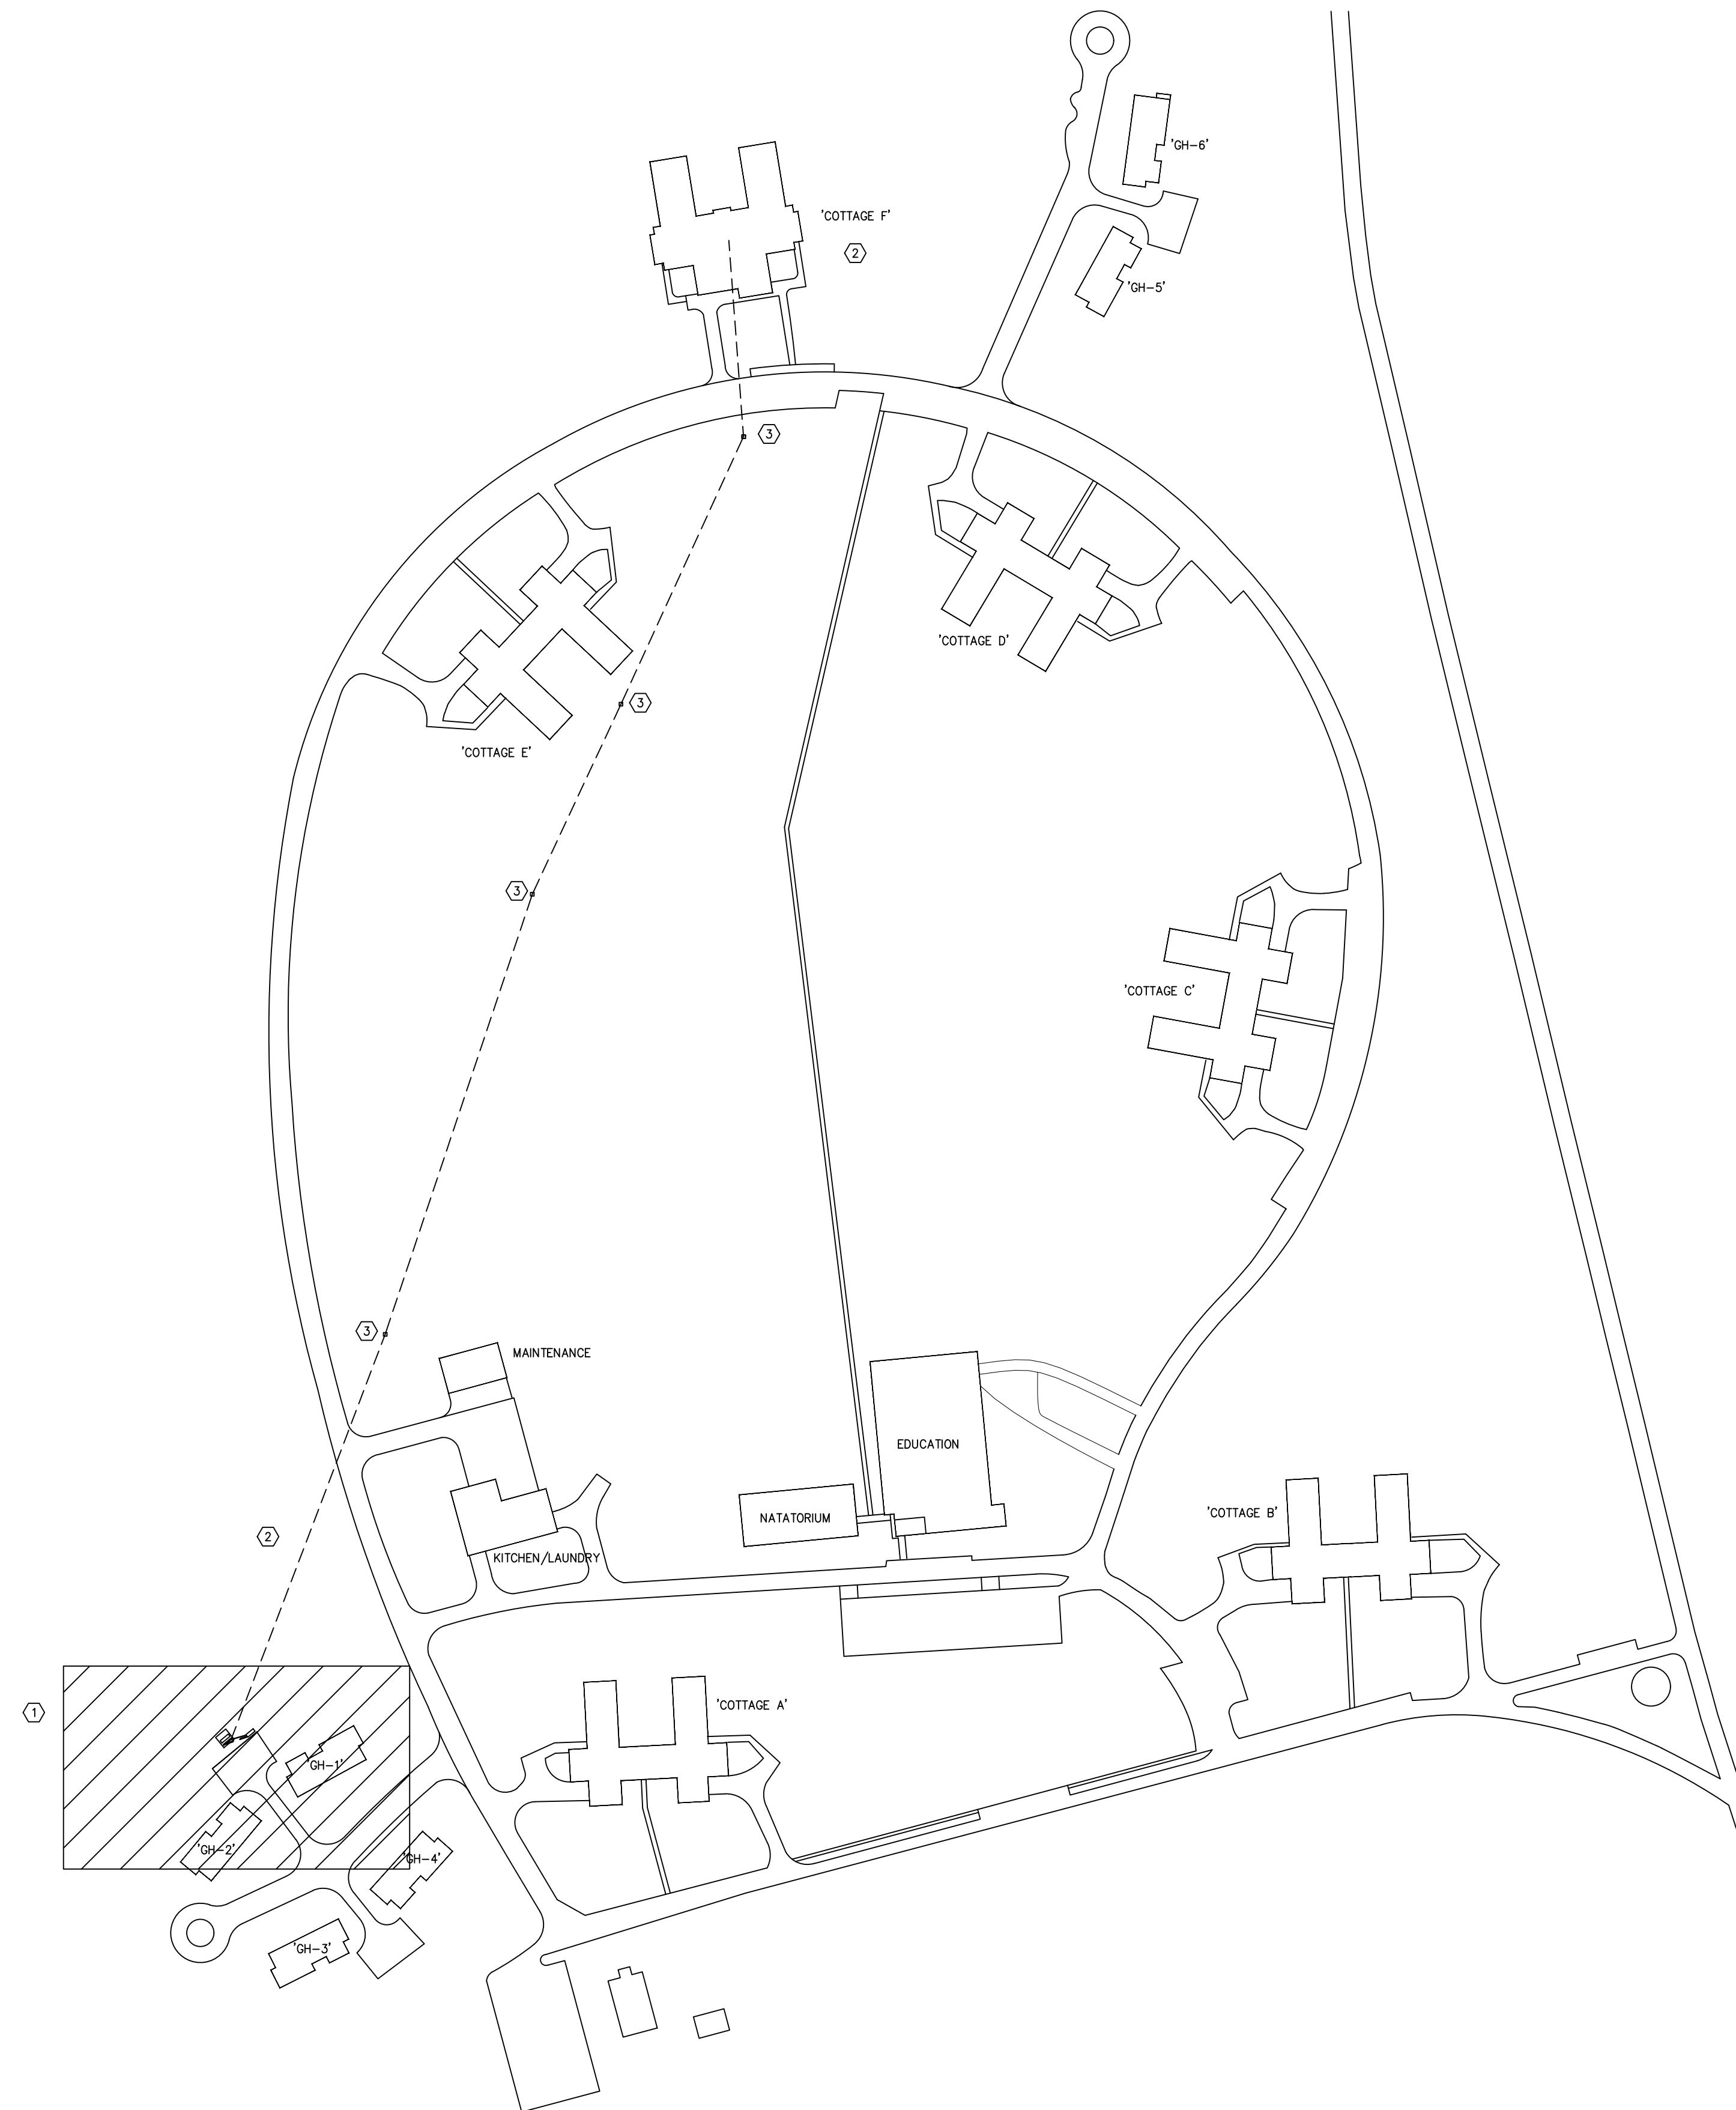 'GH-6'
'COTTAGE F'
2
'GH-5'
3
'COTTAGE D'
3
'COTTAGE E'
3
'COTTAGE C'
3
MAINTENANCE
EDUCATION
'COTTAGE B'
NATATORIUM
2
KITCHEN/LAUNDRY
'COTTAGE A'
1
'GH-1'
'GH-2'
'GH-4'
'GH-3'